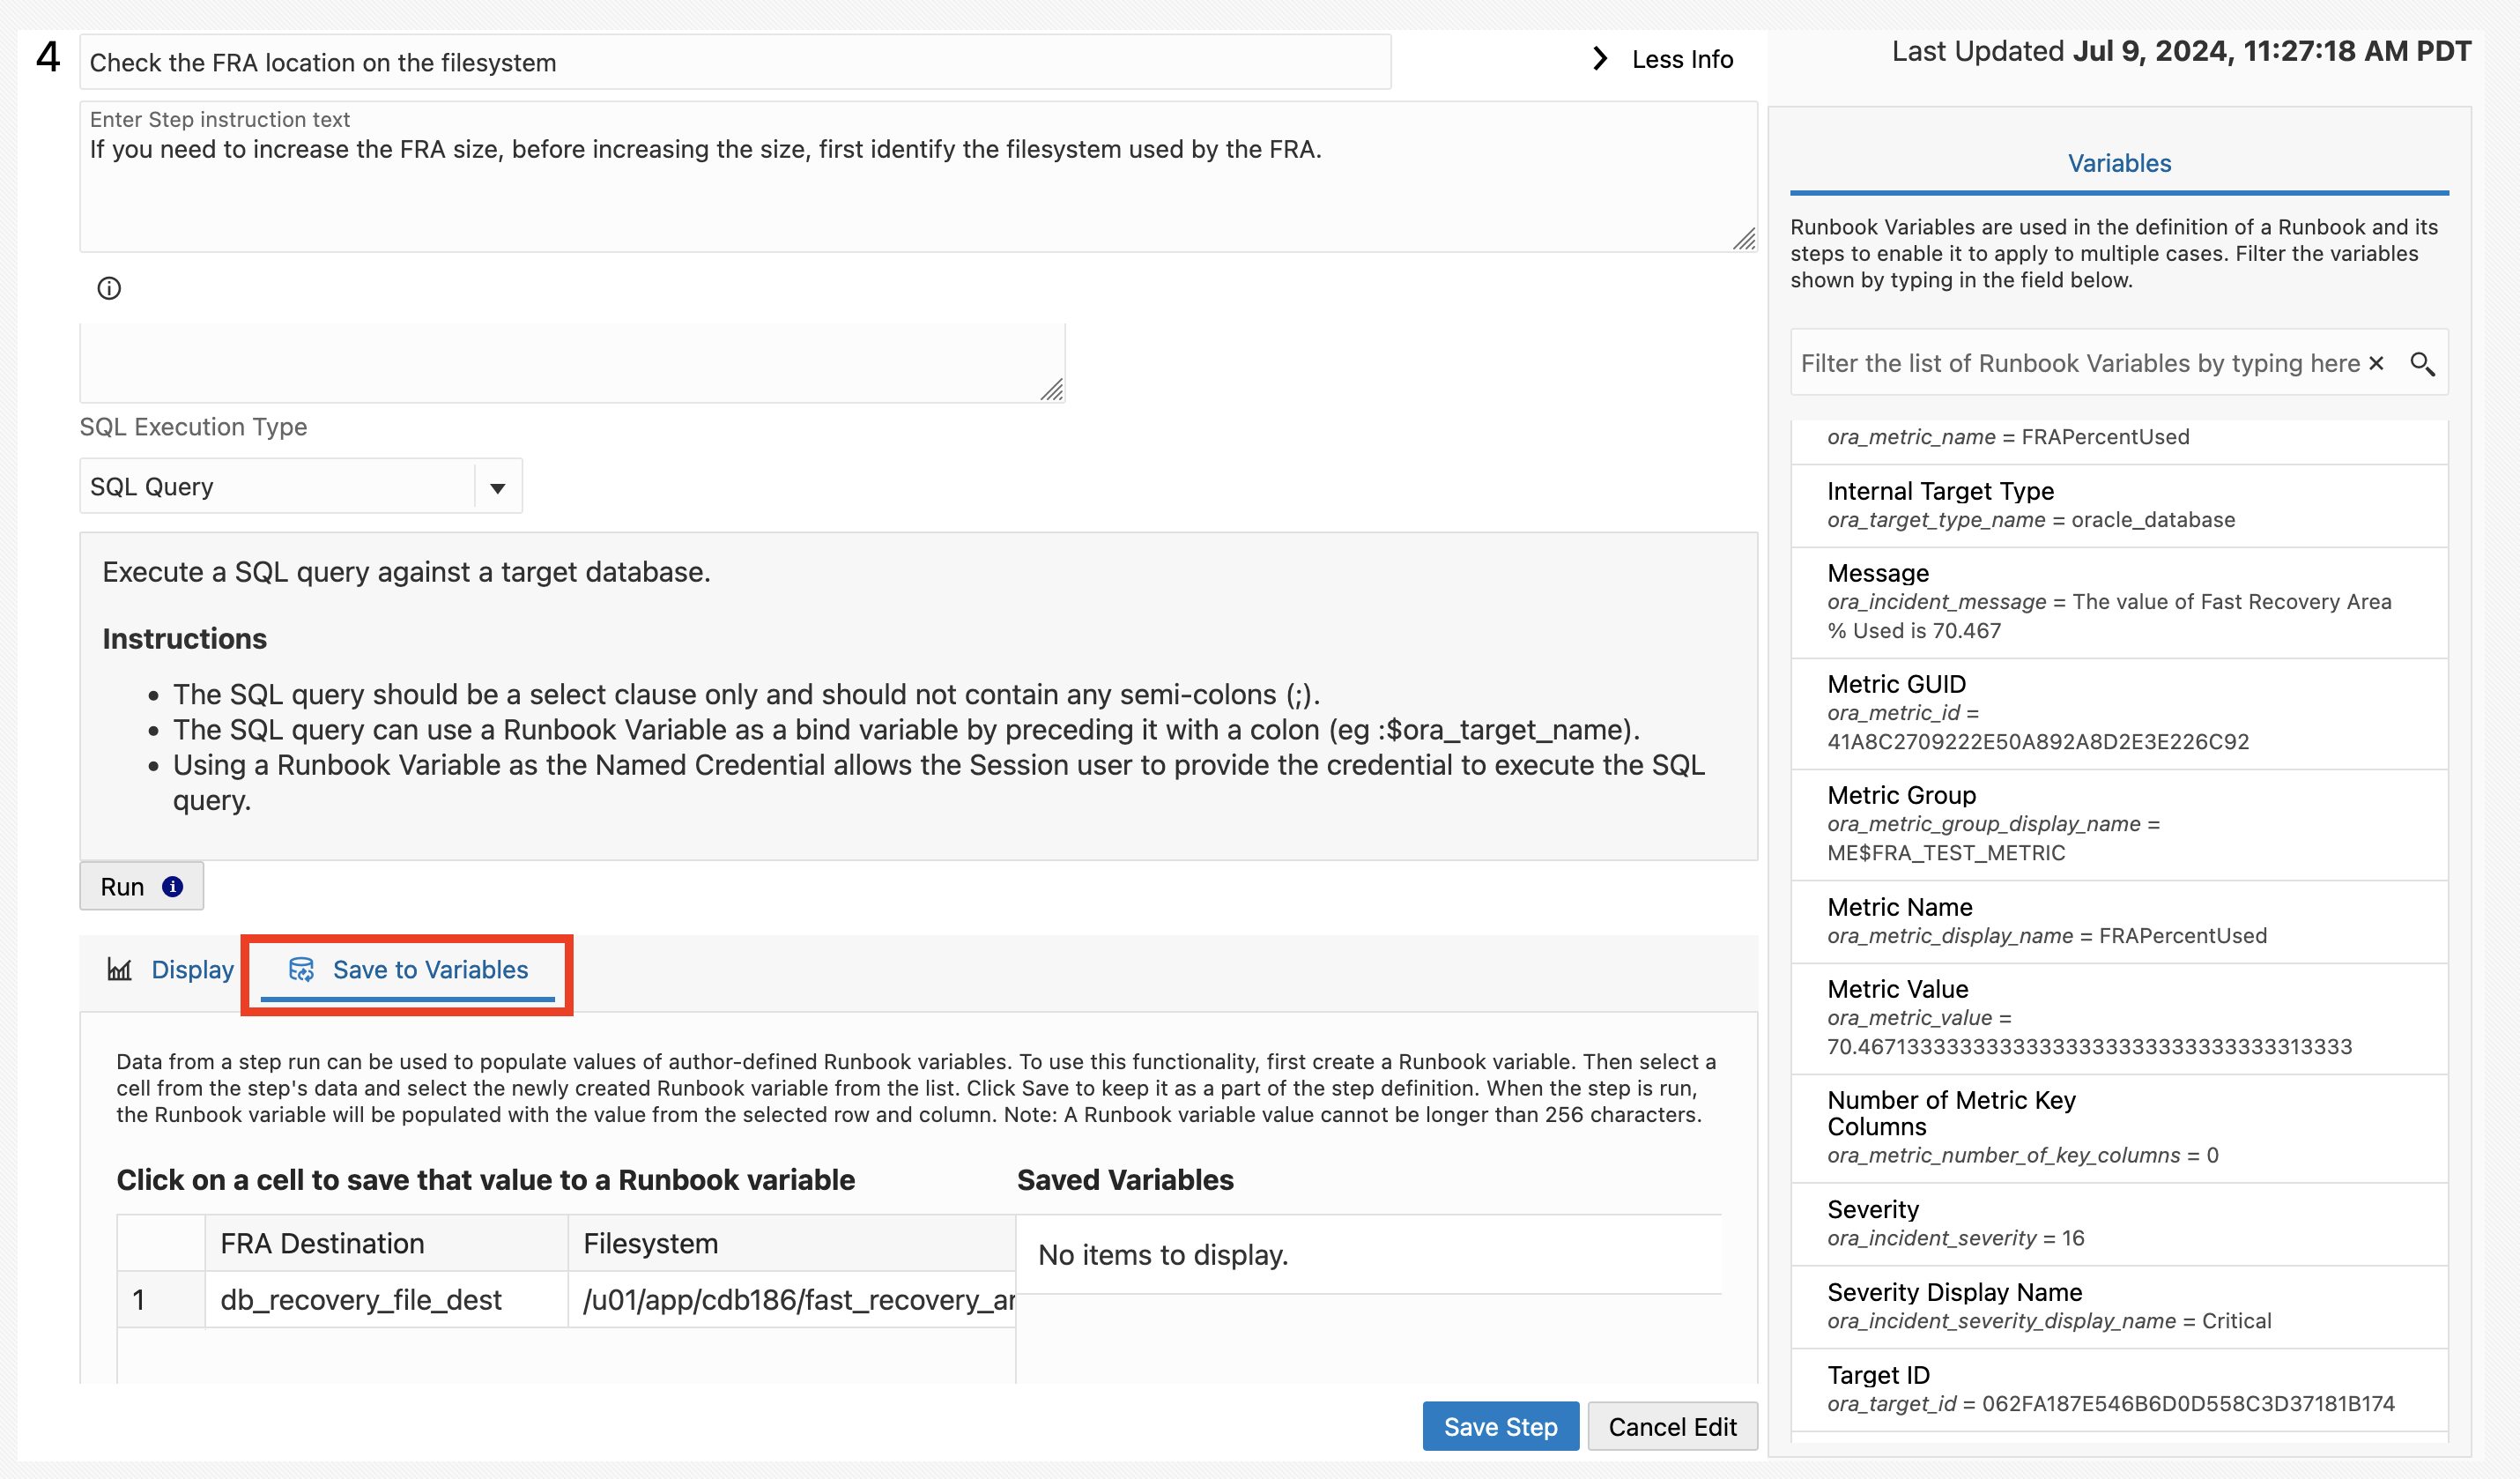 4
Check the FRA location on the filesystem
Less Info
Enter Step instruction text
If you need to increase the FRA size, before increasing the size, first identify the filesystem used by the FRA.
SQL Execution Type
SQL Query
Execute a SQL query against a target database.
Instructions
• The SQL query should be a select clause only and should not contain any semi-colons (;).
• The SQL query can use a Runbook Variable as a bind variable by preceding it with a colon (eg :$ora_target_name).
• Using a Runbook Variable as the Named Credential allows the Session user to provide the credential to execute the SQL
query.
Run
Display
Save to Variables
Data from a step run can be used to populate values of author-defined Runbook variables. To use this functionality, first create a Runbook variable. Then select a
cell from the step's data and select the newly created Runbook variable from the list. Click Save to keep it as a part of the step definition. When the step is run,
the Runbook variable will be populated with the value from the selected row and column. Note: A Runbook variable value cannot be longer than 256 characters.
Click on a cell to save that value to a Runbook variable
FRA Destination Filesystem
1 db_recovery_file_dest /u01/app/cdb186/fast_recovery_ar
Saved Variables
No items to display.
Save Step
Cancel Edit
Last Updated Jul 9, 2024, 11:27:18 AM PDT
Variables
Runbook Variables are used in the definition of a Runbook and its
steps to enable it to apply to multiple cases. Filter the variables
shown by typing in the field below.
Filter the list of Runbook Variables by typing here
ora_metric_name = FRAPercentUsed
Internal Target Type
ora_target_type_name = oracle_database
Message
ora_incident_message = The value of Fast Recovery Area
% Used is 70.467
Metric GUID
ora_metric_id =
41A8C2709222E50A892A8D2E3E226C92
Metric Group
ora_metric_group_display_name =
ME$FRA_TEST_METRIC
Metric Name
ora_metric_display_name = FRAPercentUsed
Metric Value
ora_metric_value =
Number of Metric Key
Columns
ora_metric_number_of_key_columns = 0
Severity
ora_incident_severity = 16
Severity Display Name
ora_incident_severity_display_name = Critical
Target ID
ora_target_id = 062FA187E546B6D0D558C3D37181B174